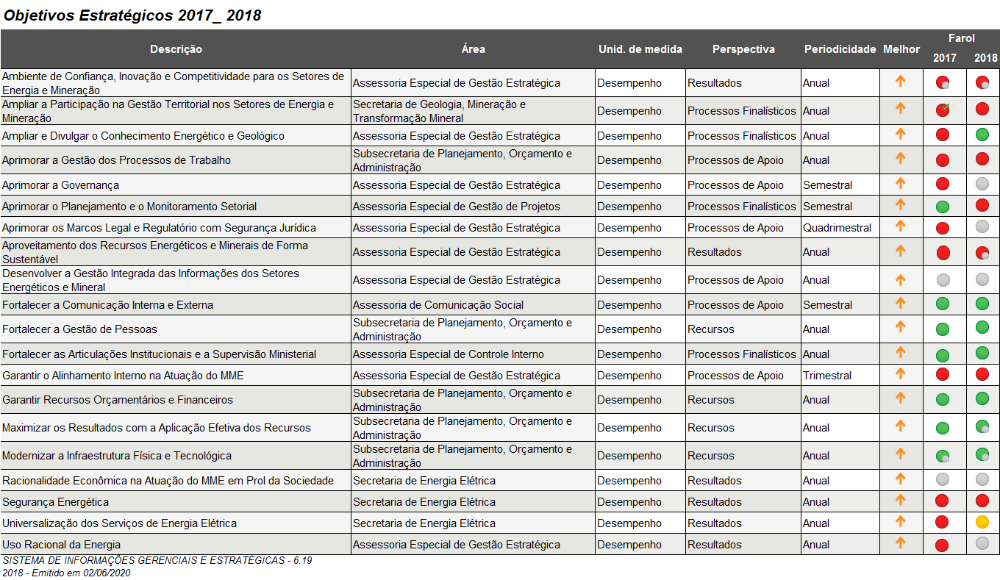 Objetivos Estratégicos 2017_ 2018
Descrição Área Unid. de medida Perspectiva Periodicidade Melhor Farol
2017 2018
Ambiente de Confiança, Inovação e Competitividade para os Setores de
Energia e Mineração Assessoria Especial de Gestão Estratégica Desempenho Resultados Anual
Ampliar a Participação na Gestão Territorial nos Setores de Energia e
Mineração Secretaria de Geologia, Mineração e
Transformação Mineral Desempenho Processos Finalísticos Anual
Ampliar e Divulgar o Conhecimento Energético e Geológico Assessoria Especial de Gestão Estratégica Desempenho Processos Finalísticos Anual
Aprimorar a Gestão dos Processos de Trabalho Subsecretaria de Planejamento, Orçamento e
Administração Desempenho Processos de Apoio Anual
Aprimorar a Governança Assessoria Especial de Gestão Estratégica Desempenho Processos de Apoio Semestral
Aprimorar o Planejamento e o Monitoramento Setorial Assessoria Especial de Gestão de Projetos Desempenho Processos Finalísticos Semestral
Aprimorar os Marcos Legal e Regulatório com Segurança Jurídica Assessoria Especial de Gestão Estratégica Desempenho Processos de Apoio Quadrimestral
Aproveitamento dos Recursos Energéticos e Minerais de Forma
Sustentável Assessoria Especial de Gestão Estratégica Desempenho Resultados Anual
Desenvolver a Gestão Integrada das Informações dos Setores
Energéticos e Mineral Assessoria Especial de Gestão Estratégica Desempenho Processos de Apoio Anual
Fortalecer a Comunicação Interna e Externa Assessoria de Comunicação Social Desempenho Processos de Apoio Semestral
Fortalecer a Gestão de Pessoas Subsecretaria de Planejamento, Orçamento e
Administração Desempenho Recursos Anual
Fortalecer as Articulações Institucionais e a Supervisão Ministerial Assessoria Especial de Controle Interno Desempenho Processos Finalísticos Anual
Garantir o Alinhamento Interno na Atuação do MME Assessoria Especial de Gestão Estratégica Desempenho Processos de Apoio Trimestral
Garantir Recursos Orçamentários e Financeiros Subsecretaria de Planejamento, Orçamento e
Administração Desempenho Recursos Anual
Maximizar os Resultados com a Aplicação Efetiva dos Recursos Subsecretaria de Planejamento, Orçamento e
Administração Desempenho Recursos Anual
Modernizar a Infraestrutura Física e Tecnológica Subsecretaria de Planejamento, Orçamento e
Administração Desempenho Recursos Anual
Racionalidade Econômica na Atuação do MME em Prol da Sociedade Secretaria de Energia Elétrica Desempenho Resultados Anual
Segurança Energética Secretaria de Energia Elétrica Desempenho Resultados Anual
Universalização dos Serviços de Energia Elétrica Secretaria de Energia Elétrica Desempenho Resultados Anual
Uso Racional da Energia Assessoria Especial de Gestão Estratégica Desempenho Resultados Anual
SISTEMA DE INFORMAÇÕES GERENCIAIS E ESTRATÉGICAS - 6.19
2018 - Emitido em 02/06/2020